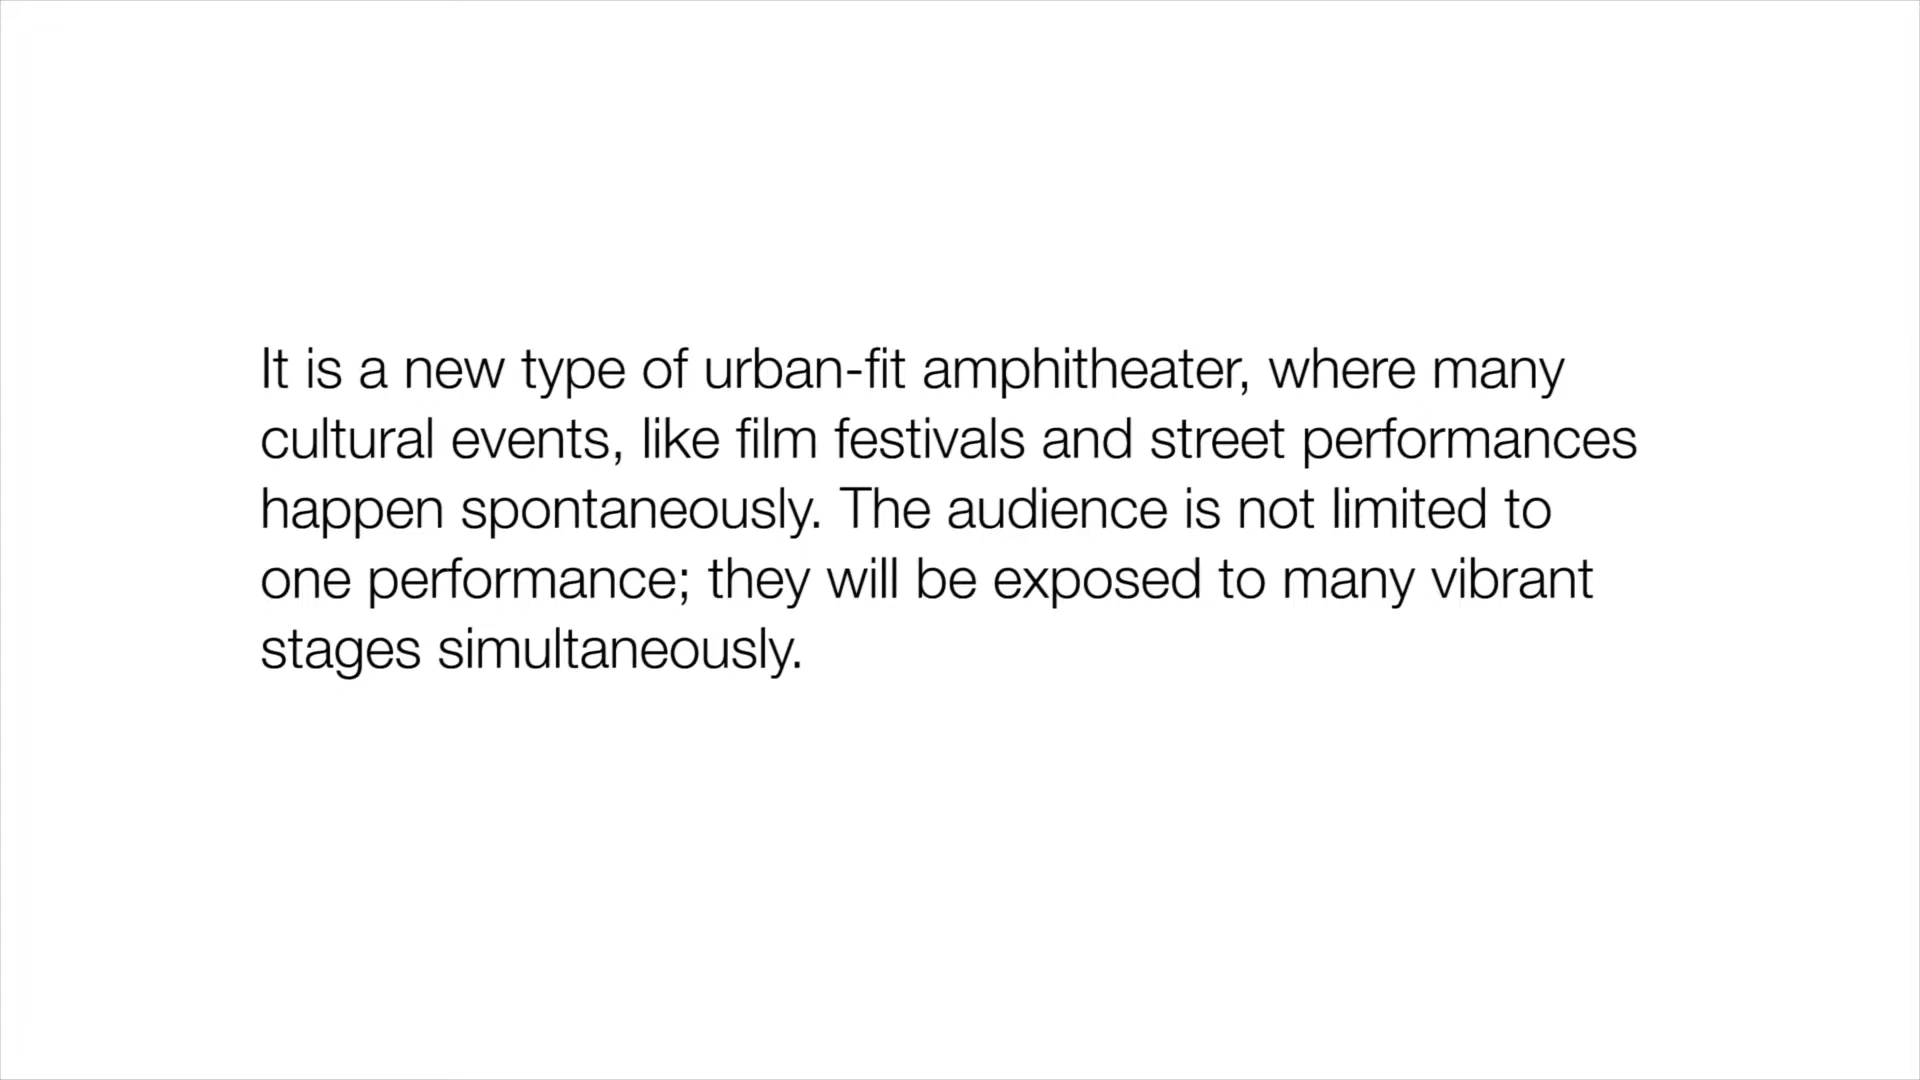 It is a new type of urban-fit amphitheater, where many
cultural events, like film festivals and street performances
happen spontaneously. The audience is not limited to
one performance; they will be exposed to many vibrant
stages simultaneously.